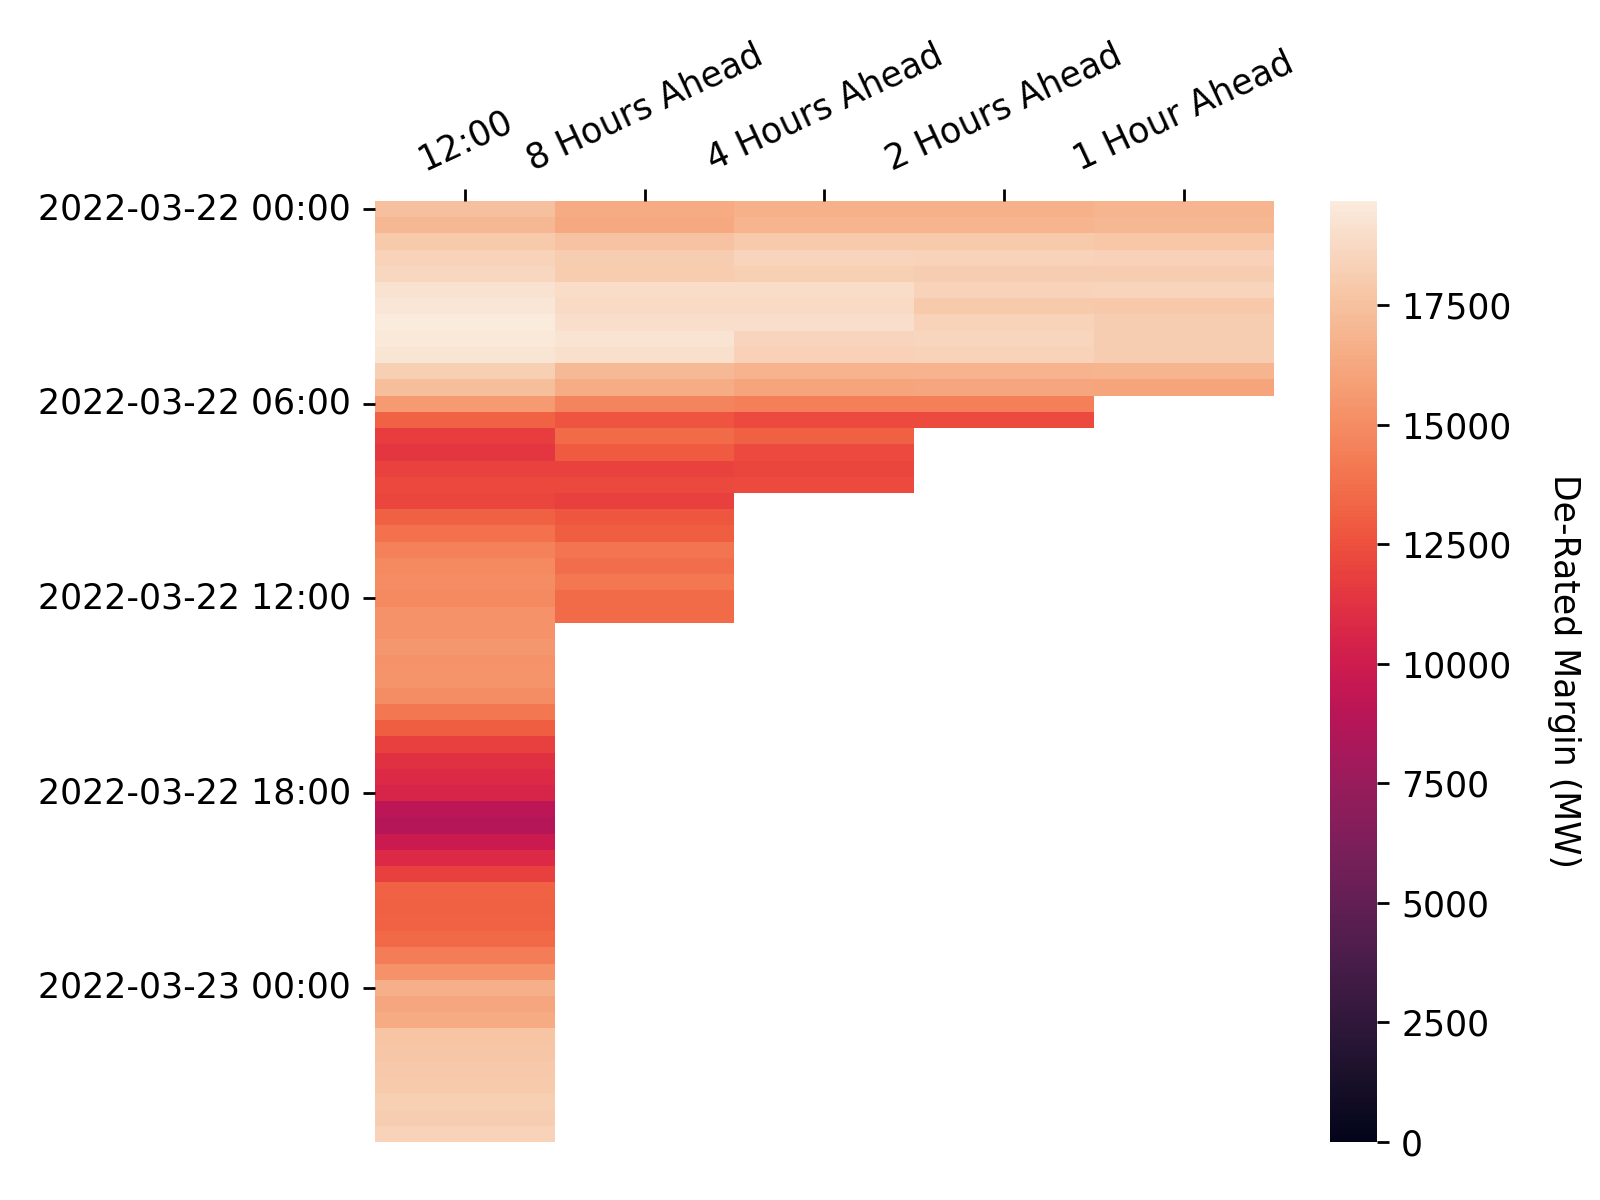 12:00
8 Hours Ahead
4 Hours Ahead
2 Hours Ahead
1 Hour Ahead
2022-03-22 00:00
2022-03-22 06:00
2022-03-22 12:00
2022-03-22 18:00
2022-03-23 00:00
17500
15000
12500
10000
7500
5000
2500
0
De-Rated Margin (MW)